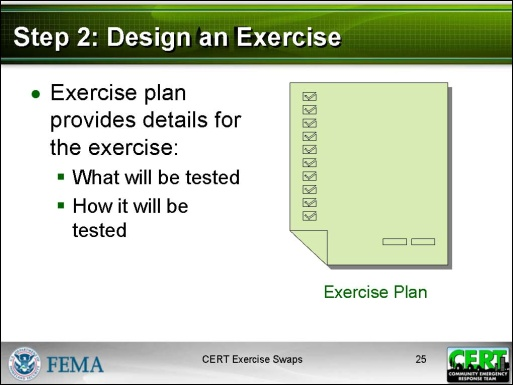 Step 2: Design an Exercise
Exercise plan
provides details for
the exercise:
What will be tested
How it will be
tested
Exercise Plan
FEMA
CERT Exercise Swaps
25
CERT
COMMUNITY EMERGENCY
RESPONSE TEAM